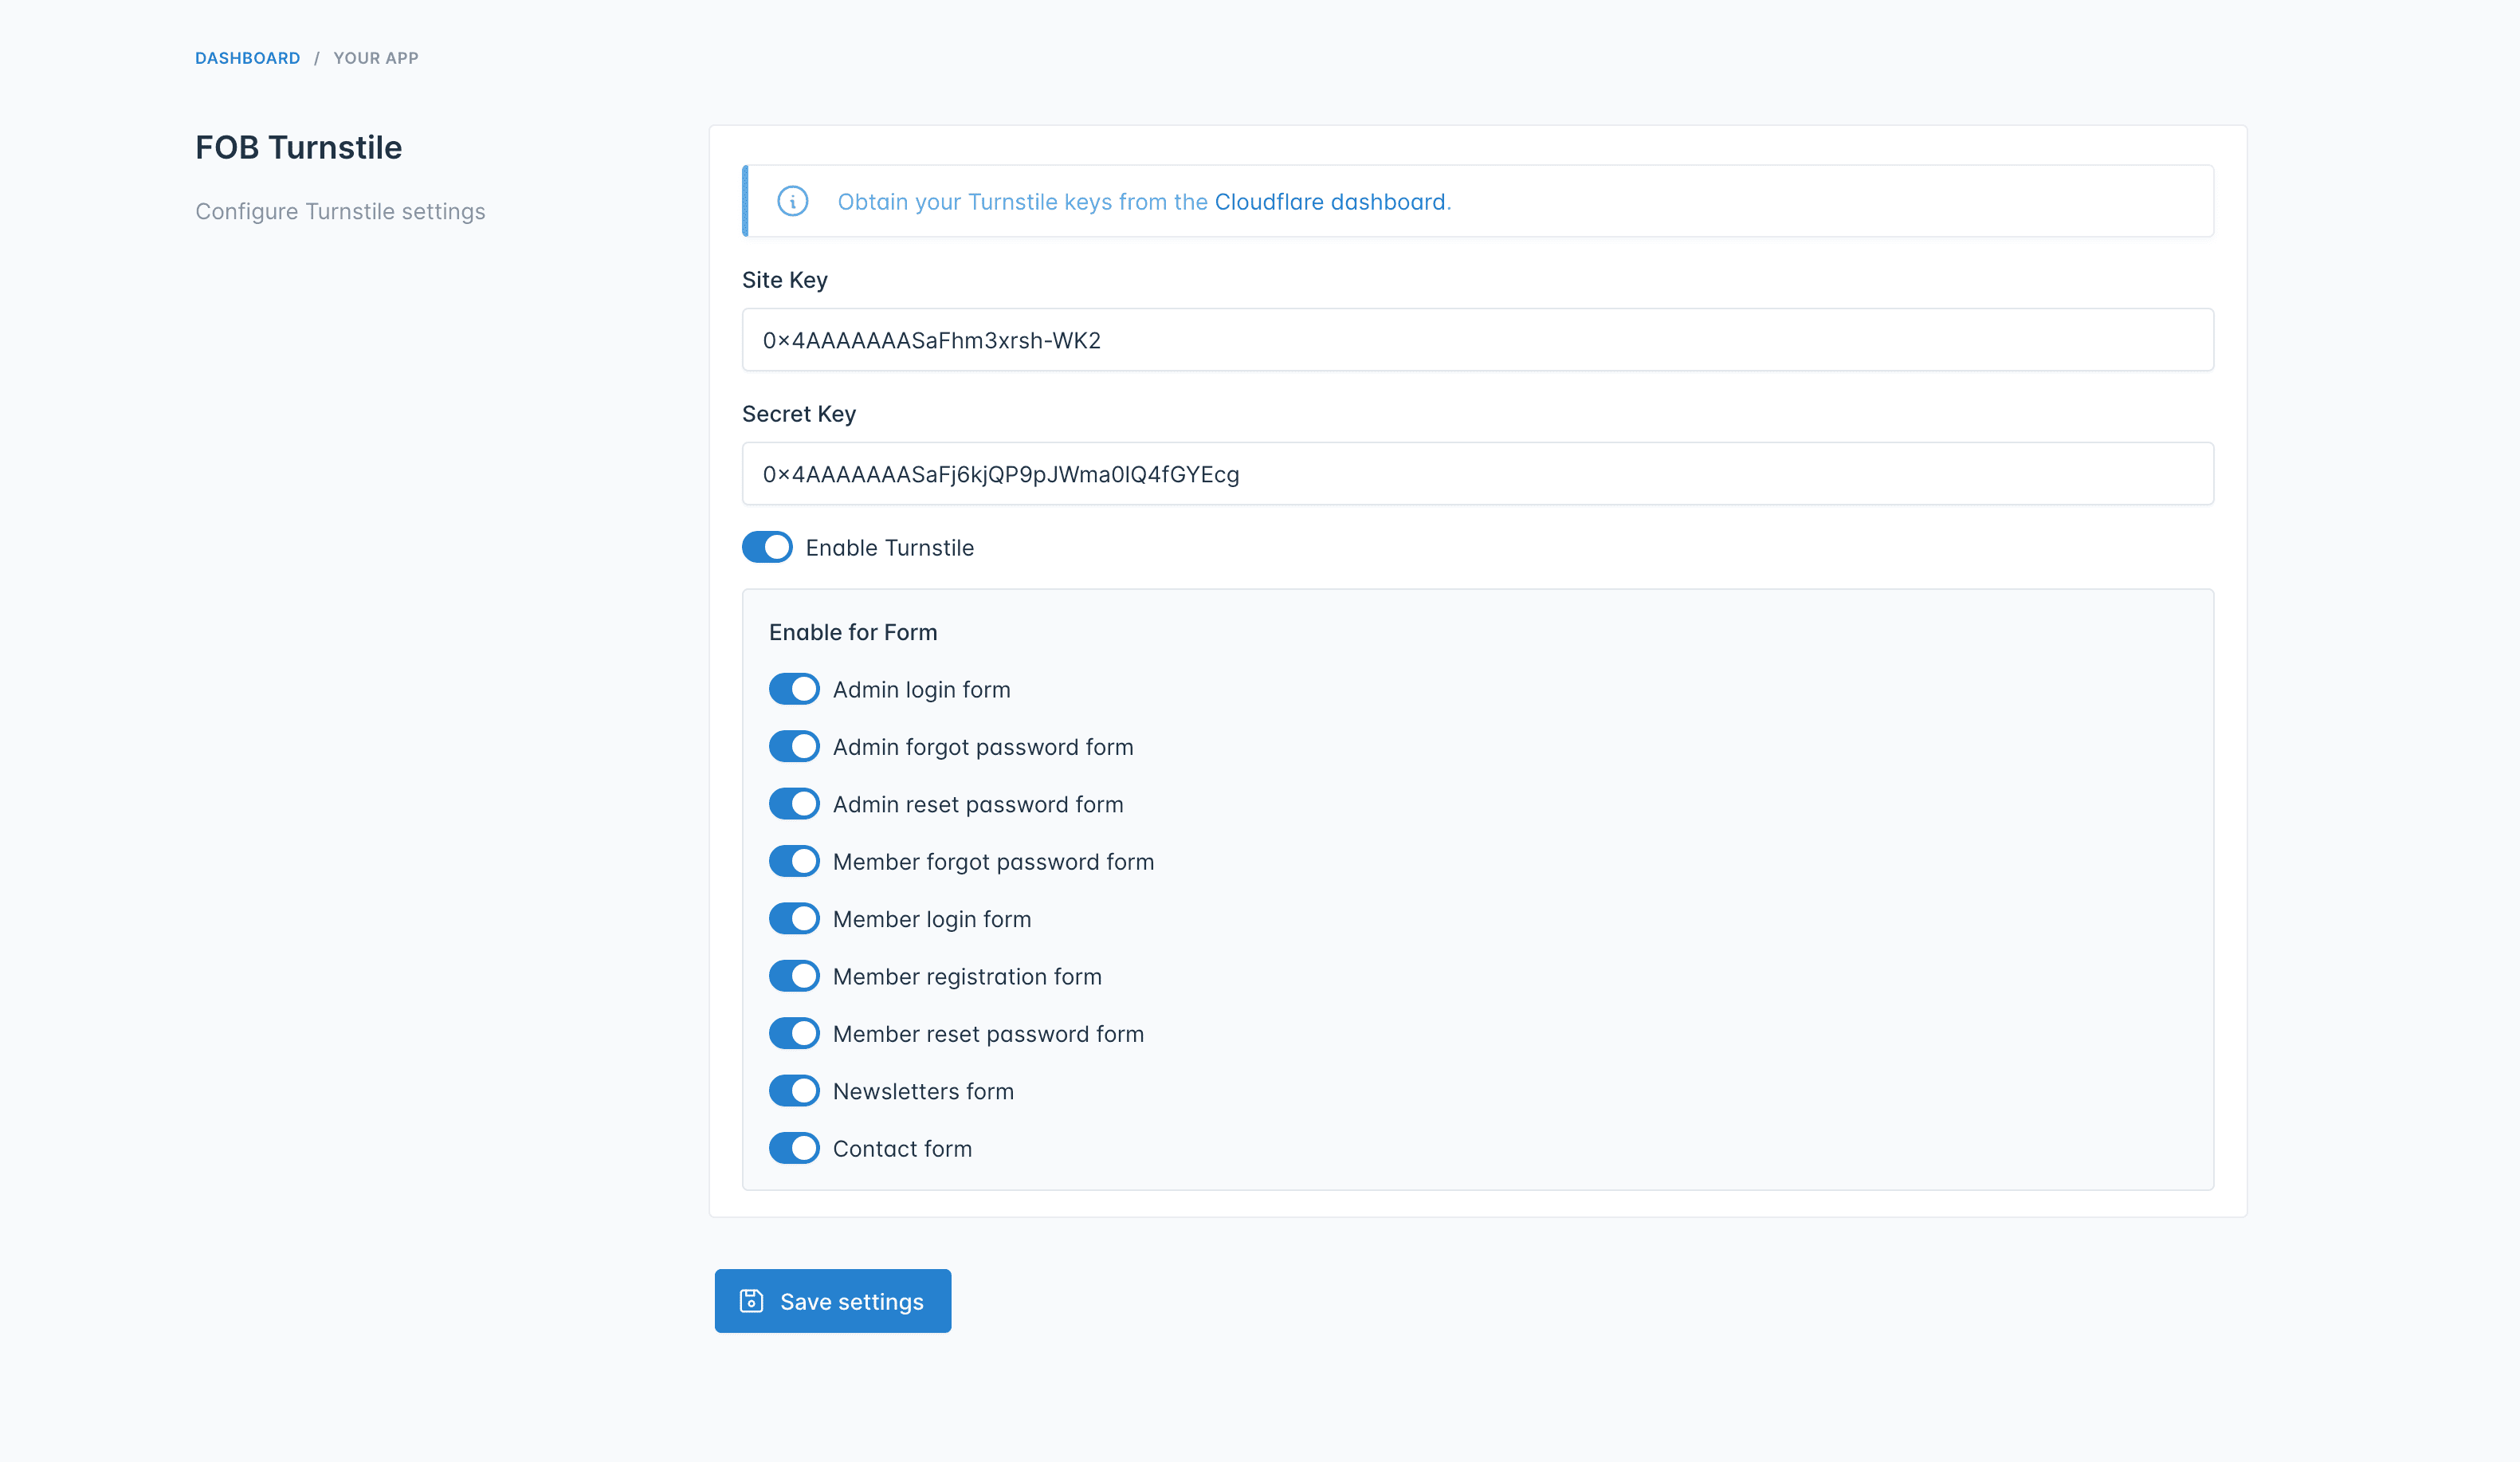 DASHBOARD / YOUR APP
FOB Turnstile
Configure Turnstile settings
Obtain your Turnstile keys from the Cloudflare dashboard.
Site Key
0x4AAAAAAASaFhm3xrsh-WK2
Secret Key
0x4AAAAAAASaFj6kjQP9pJWma0IQ4fGYEcg
Enable Turnstile
Enable for Form
Admin login form
Admin forgot password form
Admin reset password form
Member forgot password form
Member login form
Member registration form
Member reset password form
Newsletters form
Contact form
Save settings